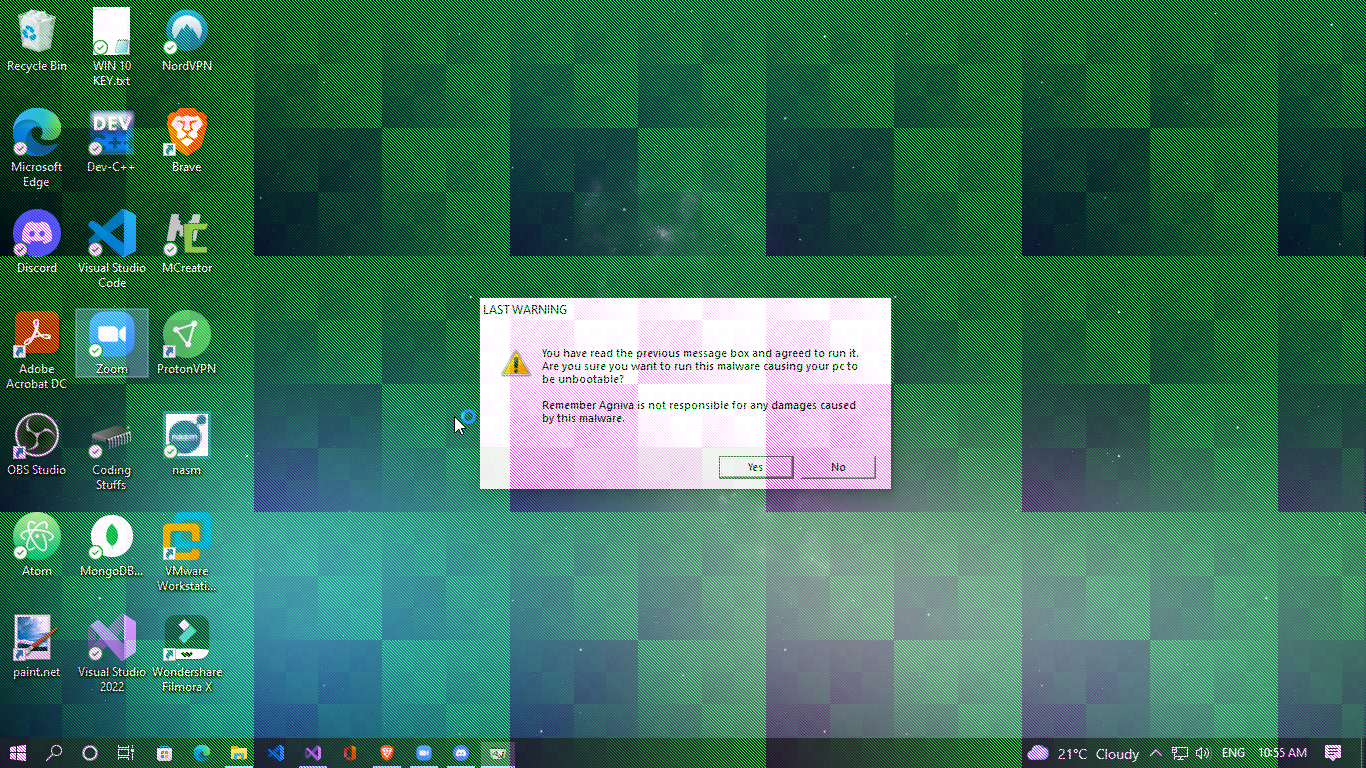 Recycle Bin
WIN 10
KEY.txt
NordVPN
Microsoft
Edge
DEV
C++
Dev-C++
Brave
Discord
Visual Studio
Code
MCreator
Adobe
Acrobat DC
Zoom
ProtonVPN
OBS Studio
Coding
Stuffs
nasm
nasm
Atom
MongoDB...
VMware
Workstati...
paint.net
Visual Studio
2022
Wondershare
Filmora X
LAST WARNING
You have read the previous message box and agreed to run it.
Are you sure you want to run this malware causing your pc to
be unbootable?
Remember Agniva is not responsible for any damages caused
by this malware.
Yes
No
21°C Cloudy
ENG
10:55 AM